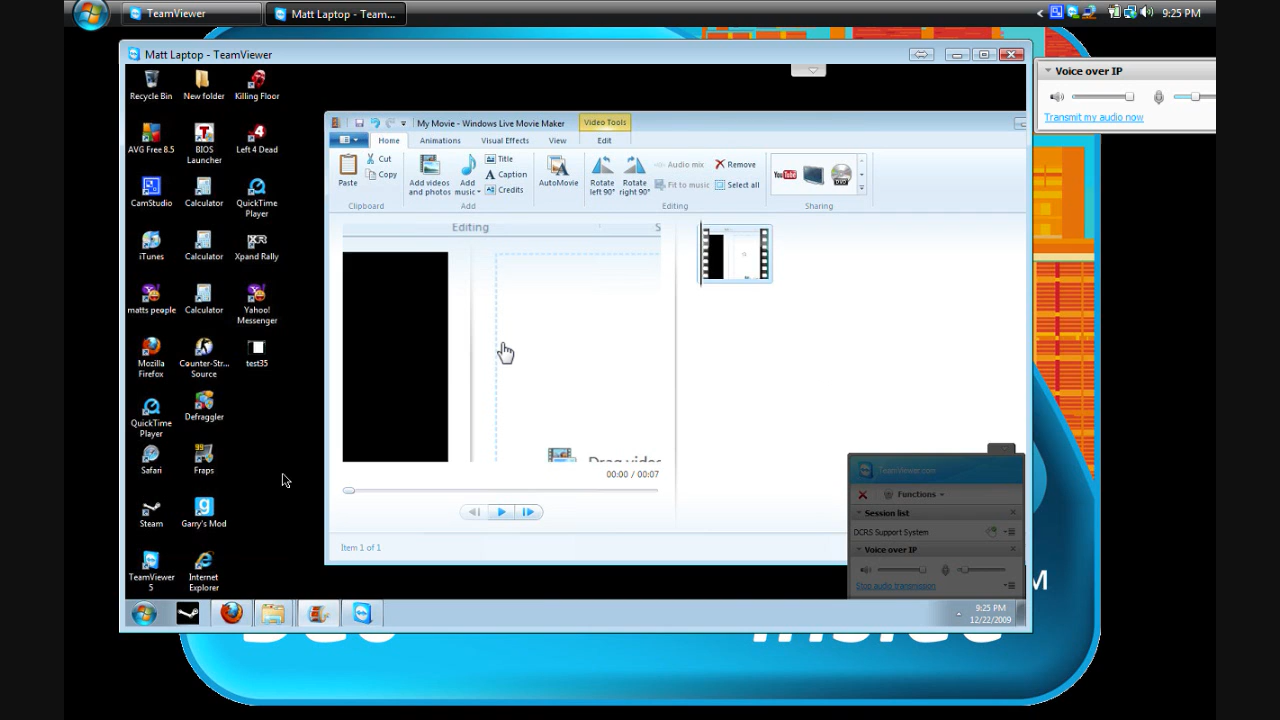 TeamViewer
Matt Laptop - Team...
9:25 PM
Matt Laptop - TeamViewer
Voice over IP
Transmit my audio now
Recycle Bin
New folder
Killing Floor
AVG Free 8.5
BIOS Launcher
Left 4 Dead
CamStudio
Calculator
QuickTime Player
iTunes
Calculator
Xpand Rally
matts people
Calculator
Yahoo! Messenger
Mozilla Firefox
Counter-Str... Source
test35
QuickTime Player
Defraggler
Safari
Fraps
Steam
Garry's Mod
TeamViewer 5
Internet Explorer
My Movie - Windows Live Movie Maker
Video Tools
Home
Animations
Visual Effects
View
Edit
Paste
Cut
Copy
Clipboard
Add videos and photos
Add music
Title
Caption
Credits
Add
AutoMovie
Rotate left 90°
Rotate right 90°
Audio mix
Fit to music
Remove
Select all
Editing
YouTube
DVD
Sharing
Editing
S
00:00 / 00:07
Item 1 of 1
TeamViewer.com
Functions
Session list
DCRS Support System
Voice over IP
Stop audio transmission
9:25 PM
12/22/2009
M